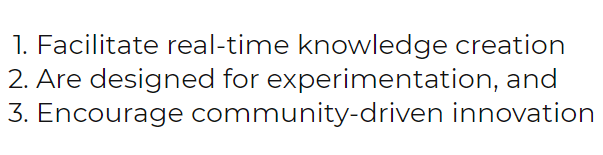 1. Facilitate real-time knowledge creation
2. Are designed for experimentation, and
3. Encourage community-driven innovation